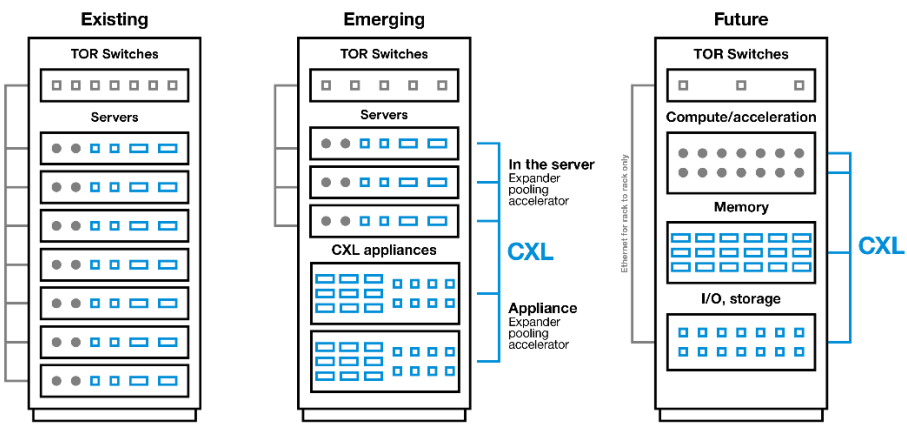 Existing
TOR Switches
Servers
Emerging
TOR Switches
Servers
In the server
Expander
pooling
accelerator
CXL appliances
CXL
Appliance
Expander
pooling
accelerator
Future
TOR Switches
Compute/acceleration
Ethernet for rack to rack only
Memory
CXL
I/O, storage